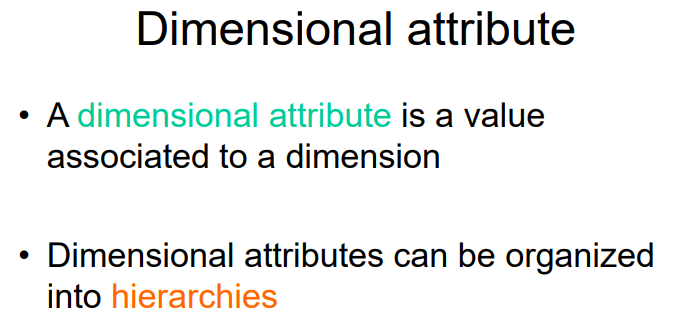 Dimensional attribute
• A dimensional attribute is a value
associated to a dimension
• Dimensional attributes can be organized
into hierarchies